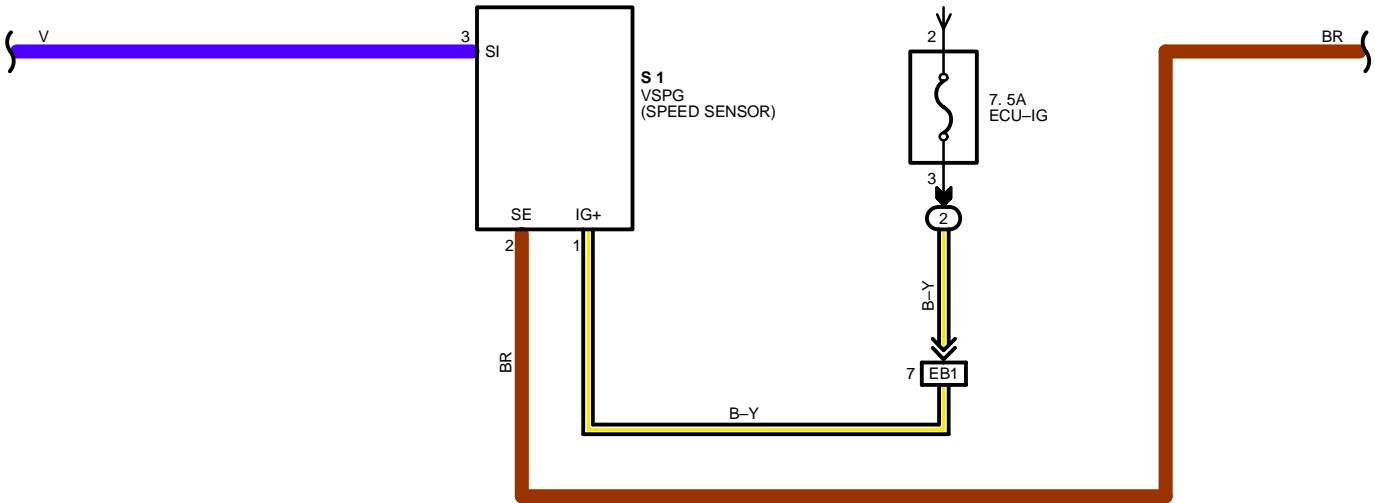 V
3
SI
S 1
VSPG
(SPEED SENSOR)
SE
IG+
2
1
2
7. 5A
ECU–IG
3
2
B–Y
7
EB1
BR
B–Y
BR